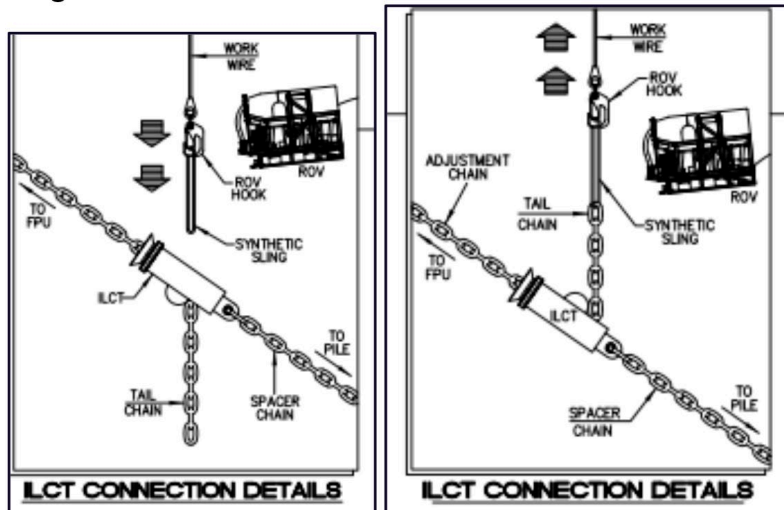 WORK
WIRE
ROV
HOOK
ROV
TO
FPU
SYNTHETIC
SLING
ILCT
TAIL
CHAIN
SPACER
CHAIN
TO
PILE
ILCT CONNECTION DETAILS
WORK
WIRE
ROV
HOOK
ADJUSTMENT
CHAIN
ROV
TAIL
CHAIN
SYNTHETIC
SLING
TO
FPU
ILCT
TO
PILE
SPACER
CHAIN
ILCT CONNECTION DETAILS